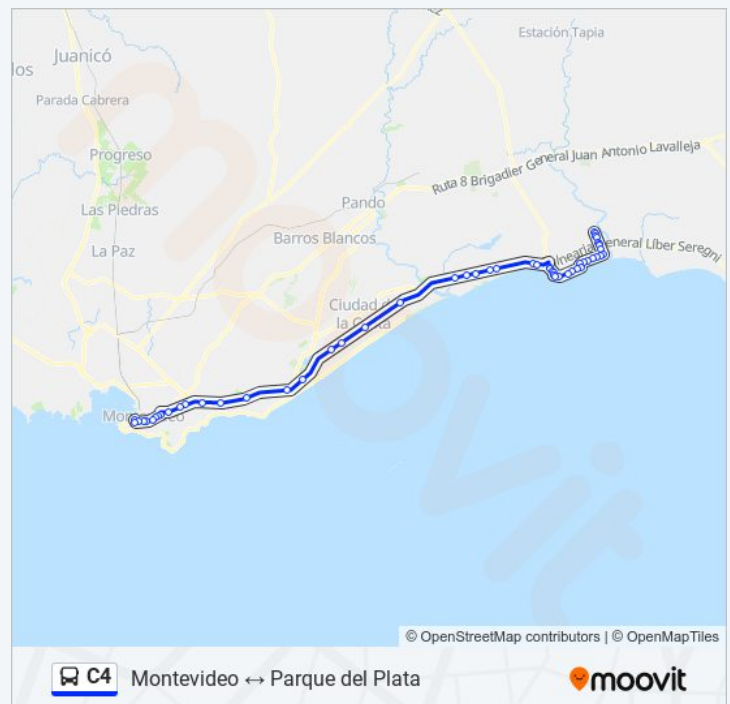 Estación Tapia
Juanicó
los
Parada Cabrera
Progreso
Ruta 8 Brigadier General Juan Antonio Lavalleja
Pando
Las Piedras
Barros Blancos
La Paz
General Líber Seregni
Ciudad de
la Costa
moovit
© OpenStreetMap contributors | © OpenMapTiles
C4 Montevideo ↔ Parque del Plata
moovit